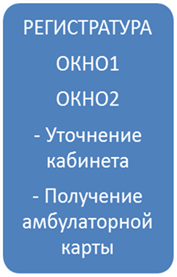 РЕГИСТРАТУРА
ОКНО1
ОКНО2
- Уточнение
кабинета
- Получение
амбулаторной
карты